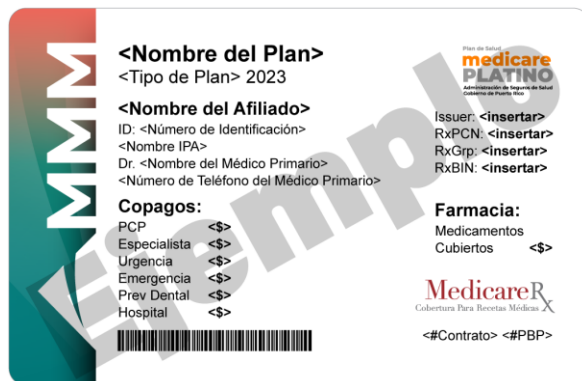 MMM
<Nombre del Plan>
<Tipo de Plan> 2023
<Nombre del Afiliado>
ID: <Número de Identificación>
<Nombre IPA>
Dr. <Nombre del Médico Primario>
<Número de Teléfono del Médico Primario>
Copagos:
PCP <$>
Especialista <$>
Urgencia <$>
Emergencia <$>
Prev Dental <$>
Hospital <$>
Plan de Salud
medicare
PLATINO
Administración de Seguros de Salud
Gobierno de Puerto Rico
Issuer: <insertar>
RxPCN: <insertar>
RxGrp: <insertar>
RxBIN: <insertar>
Farmacia:
Medicamentos
Cubiertos <$>
MedicareRx
Cobertura Para Recetas Médicas
<#Contrato> <#PBP>
Ejemplo